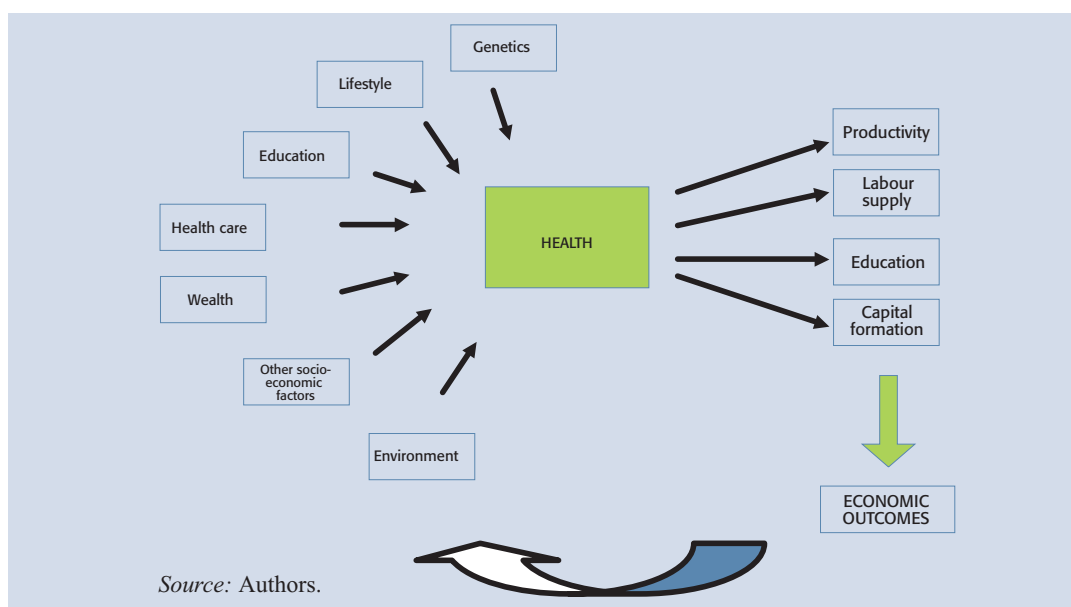 Genetics
Lifestyle
Education
Health care
Wealth
Other socio-
economic
factors
Environment
HEALTH
Productivity
Labour
supply
Education
Capital
formation
ECONOMIC
OUTCOMES
Source: Authors.